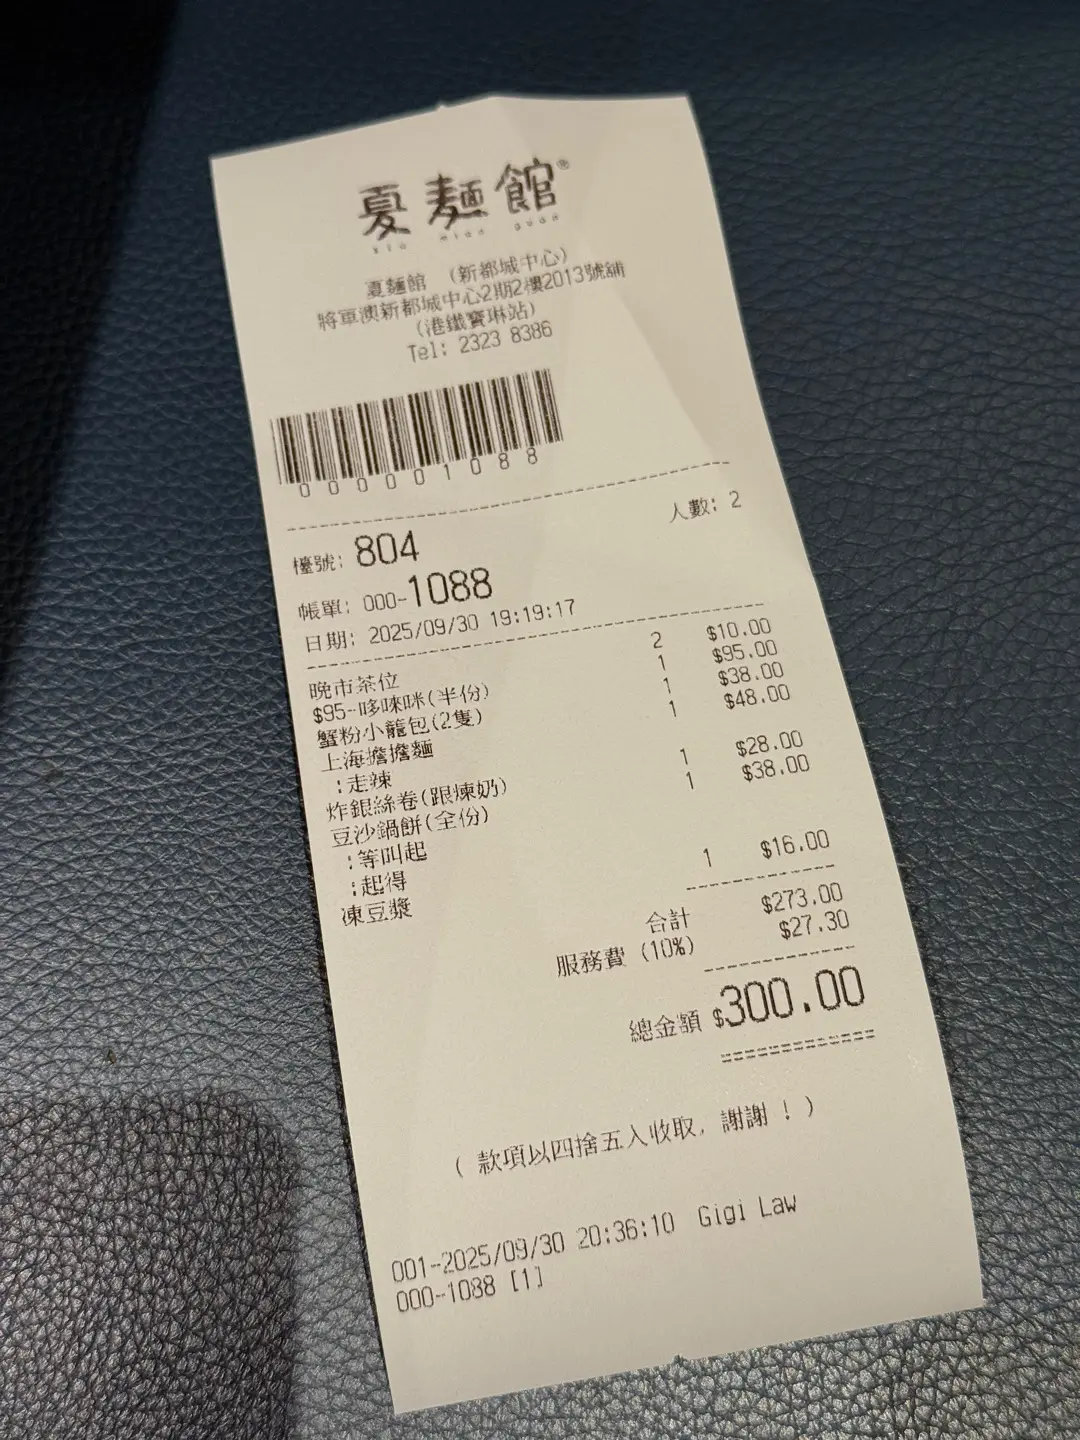 夏麵館®
xia mian guan
夏麵館 (新都城中心)
將軍澳新都城中心2期2樓2013號舖
(港鐵寶琳站)
Tel: 2323 8386
000001088
人數: 2
檯號: 804
帳單: 000-1088
日期: 2025/09/30 19:19:17
晚市茶位 2 $10.00
$95-哆唻咪(半份) 1 $95.00
蟹粉小籠包(2隻) 1 $38.00
上海擔擔麵 1 $48.00
:走辣
炸銀絲卷(跟煉奶) 1 $28.00
豆沙鍋餅(全份) 1 $38.00
:等叫起
:起得
凍豆漿 1 $16.00
合計 $273.00
服務費 (10%) $27.30
總金額 $300.00
( 款項以四捨五入收取, 謝謝 ! )
001-2025/09/30 20:36:10 Gigi Law
000-1088 [1]